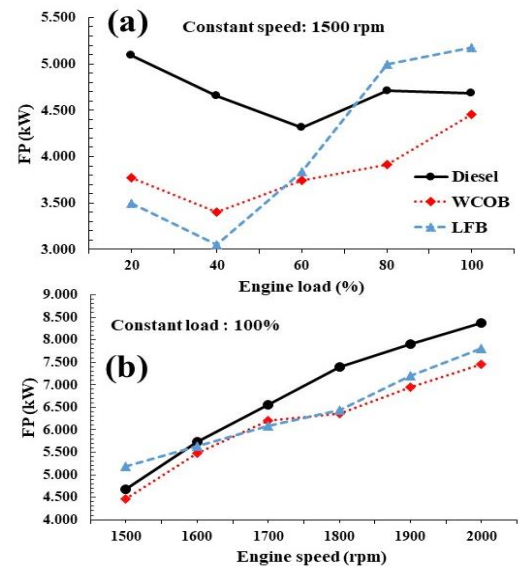 (a)
Constant speed: 1500 rpm
5.500
5.000
4.500
4.000
3.500
3.000
FP (kW)
Diesel
WCOB
LFB
20 40 60 80 100
Engine load (%)
(b)
Constant load : 100%
9.000
8.500
8.000
7.500
7.000
6.500
6.000
5.500
5.000
4.500
4.000
FP (kW)
1500 1600 1700 1800 1900 2000
Engine speed (rpm)